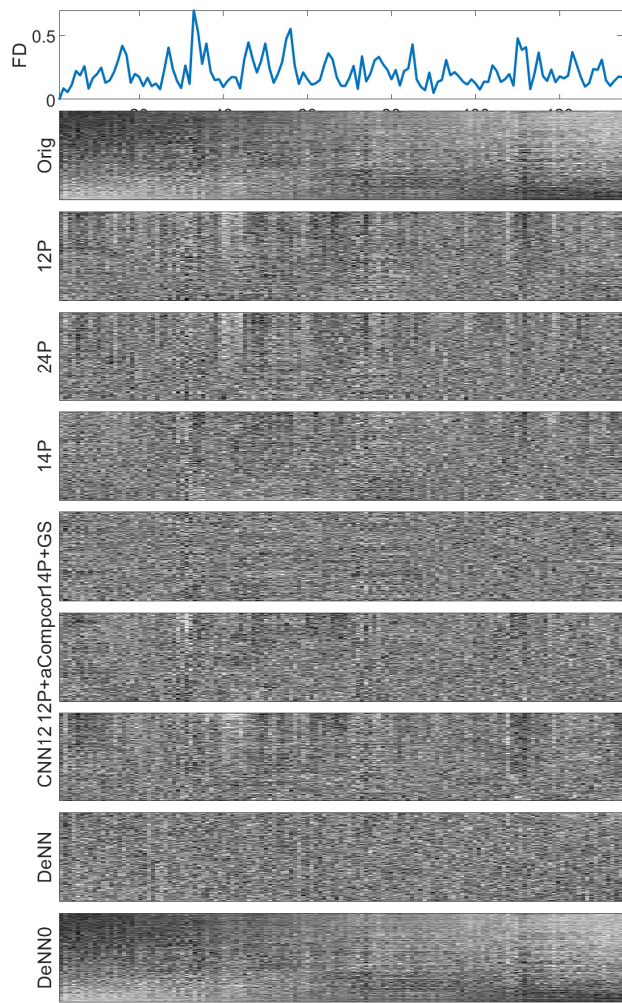 FD
0.5
0
Orig
12P
24P
14P
14P+GS
12P+aCompcor
CNN12
DeNN
DeNN0